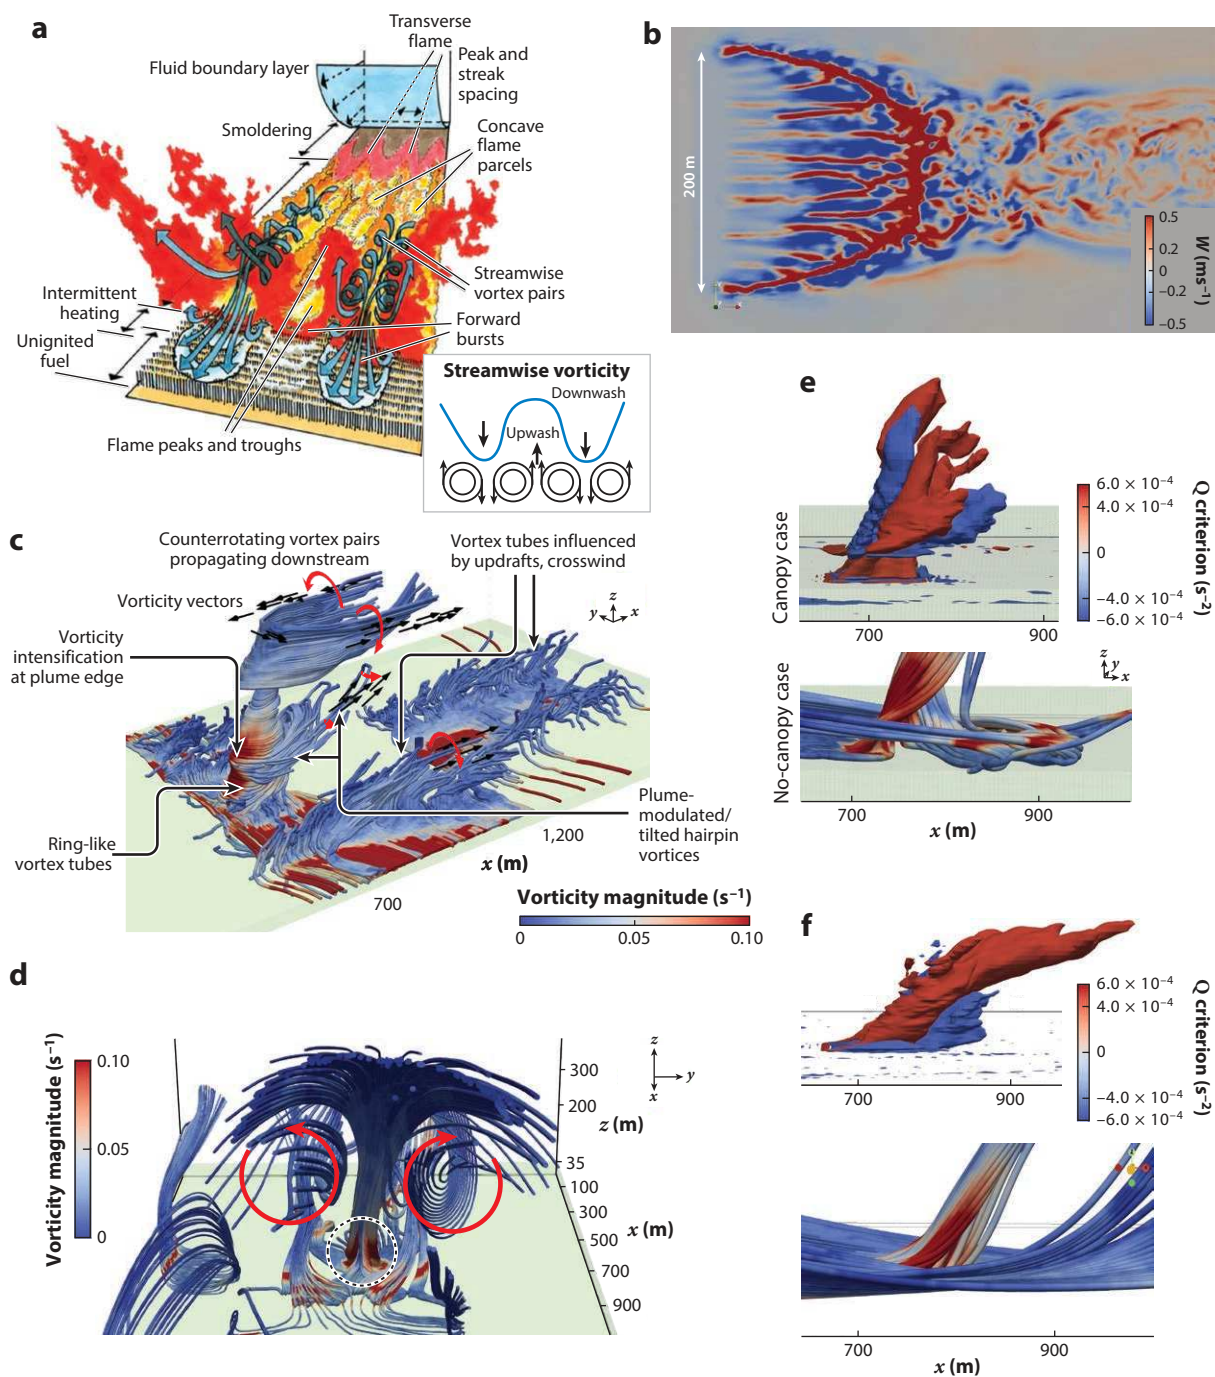 a
Transverse
flame
Fluid boundary layer
Peak and
streak
spacing
Smoldering
Concave
flame
parcels
Streamwise
vortex pairs
Intermittent
heating
Forward
bursts
Unignited
fuel
Flame peaks and troughs
Streamwise vorticity
Downwash
Upwash
b
200 m
0.5
0.2
0
−0.2
−0.5
W (ms⁻¹)
c
Counterrotating vortex pairs
propagating downstream
Vortex tubes influenced
by updrafts, crosswind
Vorticity vectors
z
y
x
Vorticity
intensification
at plume edge
Ring-like
vortex tubes
Plume-
modulated/
tilted hairpin
vortices
1,200
x (m)
700
Vorticity magnitude (s⁻¹)
0
0.05
0.10
d
Vorticity magnitude (s⁻¹)
0.10
0.05
0
300
200
z (m)
35
100
300
500
x (m)
700
900
z
y
x
e
Canopy case
700
900
6.0 × 10⁻⁴
4.0 × 10⁻⁴
0
−4.0 × 10⁻⁴
−6.0 × 10⁻⁴
Q criterion (s⁻²)
No-canopy case
z
y
x
700
900
x (m)
f
700
900
6.0 × 10⁻⁴
4.0 × 10⁻⁴
0
−4.0 × 10⁻⁴
−6.0 × 10⁻⁴
Q criterion (s⁻²)
700
900
x (m)